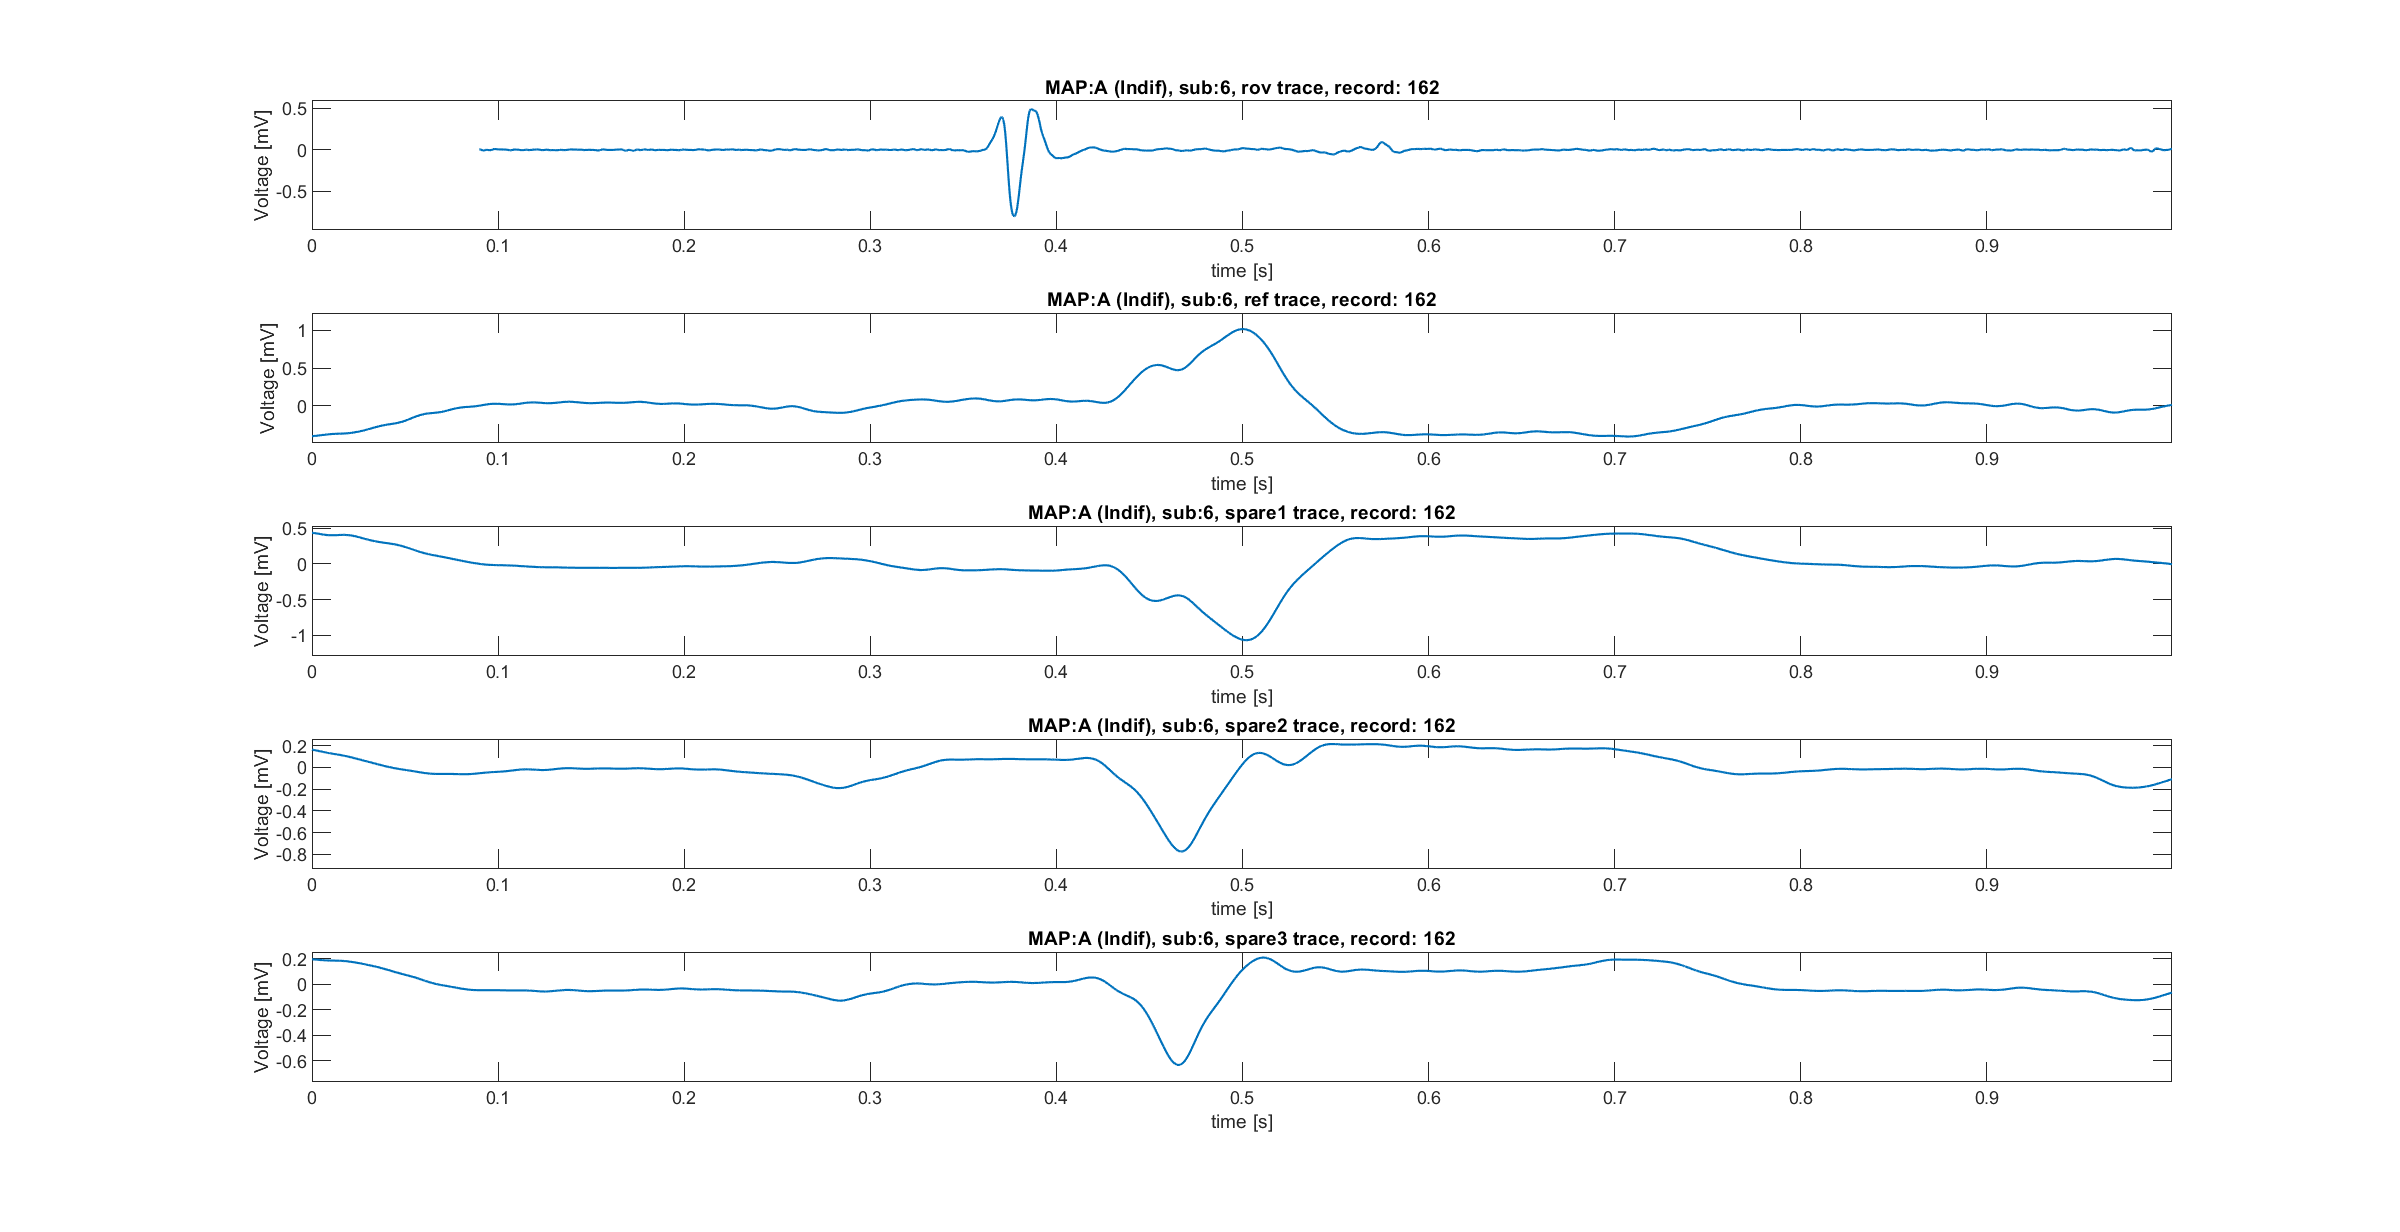 MAP:A (Indif), sub:6, rov trace, record: 162
Voltage [mV]
0.5
0
-0.5
0 0.1 0.2 0.3 0.4 0.5 0.6 0.7 0.8 0.9
time [s]
MAP:A (Indif), sub:6, ref trace, record: 162
Voltage [mV]
1
0.5
0
0 0.1 0.2 0.3 0.4 0.5 0.6 0.7 0.8 0.9
time [s]
MAP:A (Indif), sub:6, spare1 trace, record: 162
Voltage [mV]
0.5
0
-0.5
-1
0 0.1 0.2 0.3 0.4 0.5 0.6 0.7 0.8 0.9
time [s]
MAP:A (Indif), sub:6, spare2 trace, record: 162
Voltage [mV]
0.2
0
-0.2
-0.4
-0.6
-0.8
0 0.1 0.2 0.3 0.4 0.5 0.6 0.7 0.8 0.9
time [s]
MAP:A (Indif), sub:6, spare3 trace, record: 162
Voltage [mV]
0.2
0
-0.2
-0.4
-0.6
0 0.1 0.2 0.3 0.4 0.5 0.6 0.7 0.8 0.9
time [s]